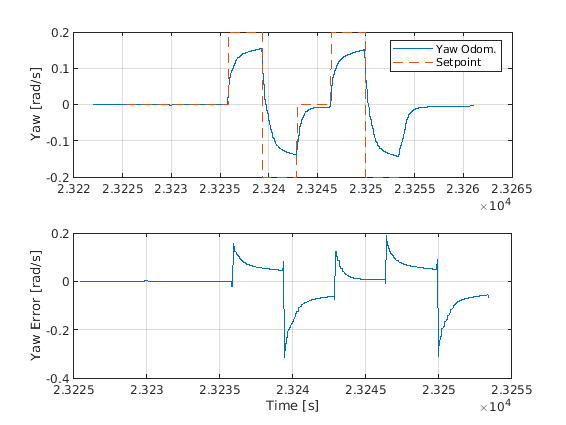 0.2
0.1
0
-0.1
-0.2
Yaw [rad/s]
Yaw Odom.
Setpoint
2.322 2.3225 2.323 2.3235 2.324 2.3245 2.325 2.3255 2.326 2.3265
×10⁴
0.2
0
-0.2
-0.4
Yaw Error [rad/s]
2.3225 2.323 2.3235 2.324 2.3245 2.325 2.3255
Time [s]
×10⁴